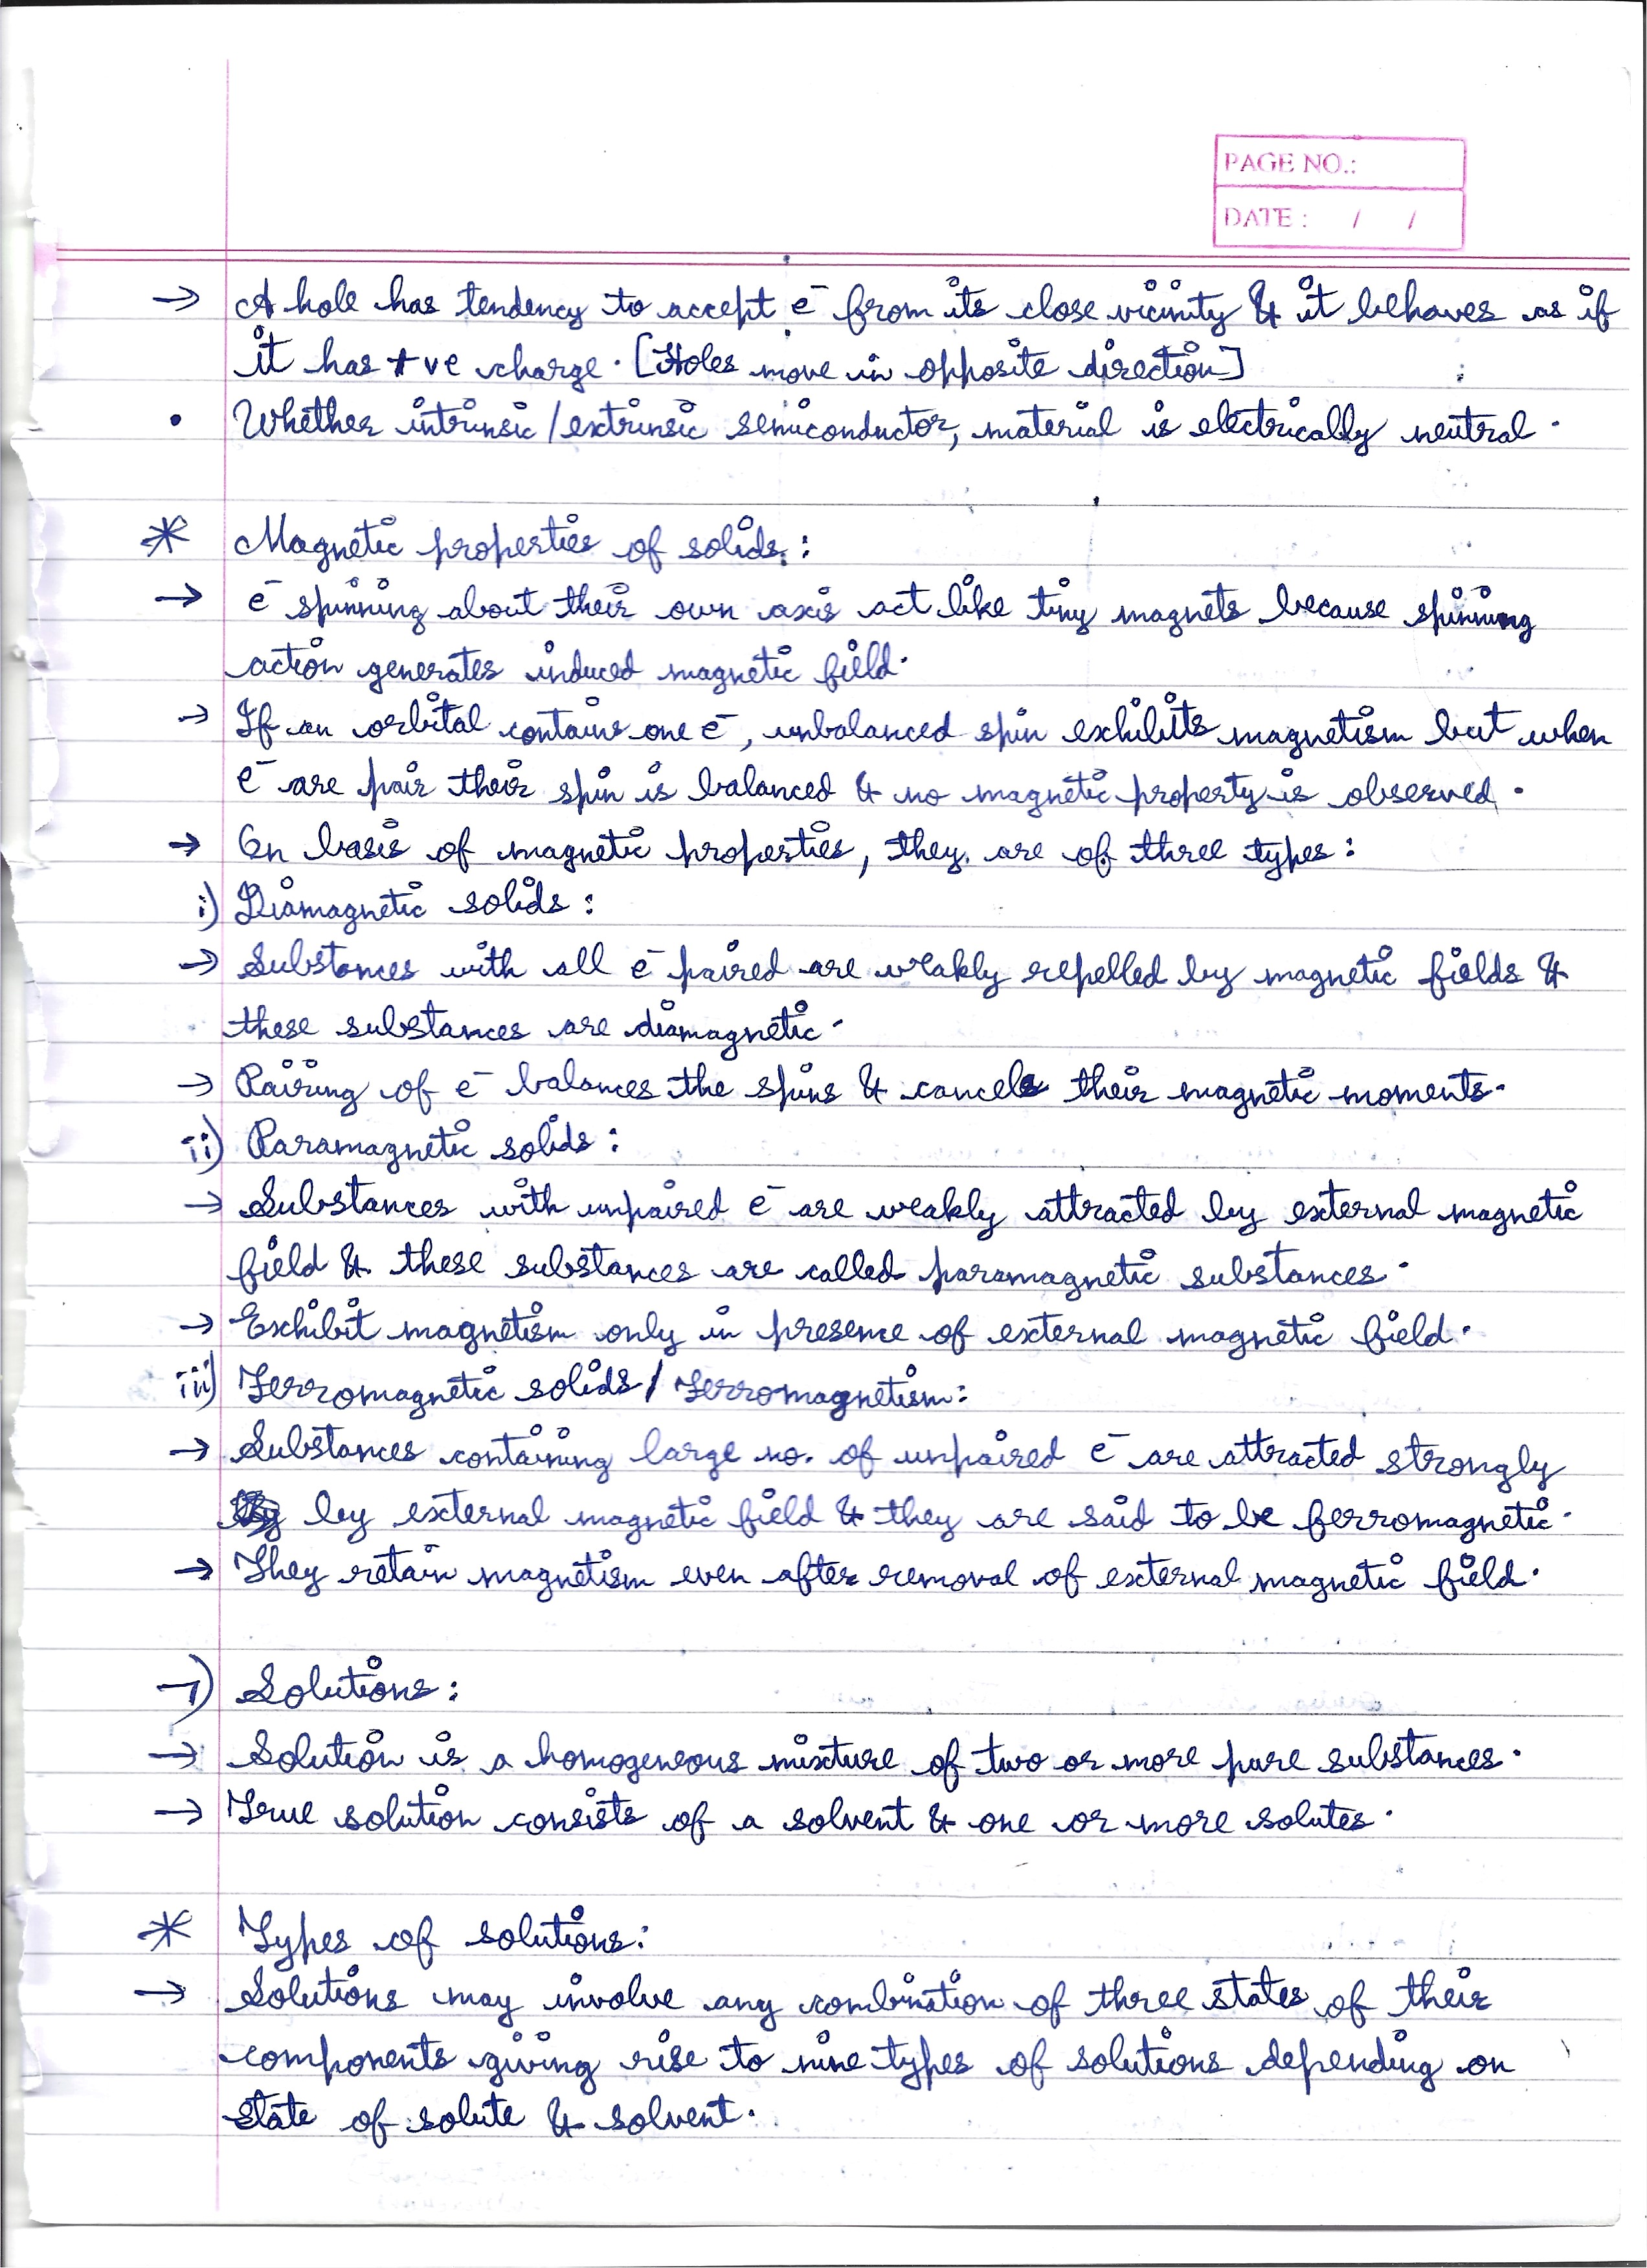 PAGE NO.:
DATE : / /
→ A hole has tendency to accept e⁻ from its close vicinity & it behaves as if
it has +ve charge. [Holes move in opposite direction]
• Whether intrinsic/extrinsic semiconductor, material is electrically neutral.
* Magnetic properties of solids:
→ e⁻ spinning about their own axis act like tiny magnets because spinning
action generates induced magnetic field.
→ If an orbital contains one e⁻, unbalanced spin exhibits magnetism but when
e⁻ are pair their spin is balanced & no magnetic property is observed.
→ On basis of magnetic properties, they are of three types:
i) Diamagnetic solids:
→ Substances with all e⁻ paired are weakly repelled by magnetic fields &
these substances are diamagnetic.
→ Pairing of e⁻ balances the spins & cancels their magnetic moments.
ii) Paramagnetic solids:
→ Substances with unpaired e⁻ are weakly attracted by external magnetic
field & these substances are called paramagnetic substances.
→ Exhibit magnetism only in presence of external magnetic field.
iii) Ferromagnetic solids/Ferromagnetism:
→ Substances containing large no. of unpaired e⁻ are attracted strongly
by external magnetic field & they are said to be ferromagnetic.
→ They retain magnetism even after removal of external magnetic field.
7) Solutions:
→ Solution is a homogeneous mixture of two or more pure substances.
→ True solution consists of a solvent & one or more solutes.
* Types of solutions:
→ Solutions may involve any combination of three states of their
components giving rise to nine types of solutions depending on
state of solute & solvent.